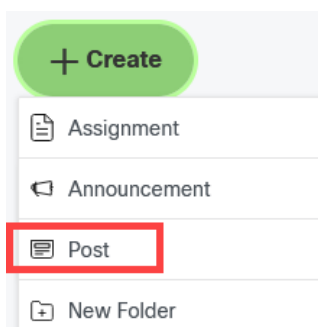 + Create
Assignment
Announcement
Post
New Folder